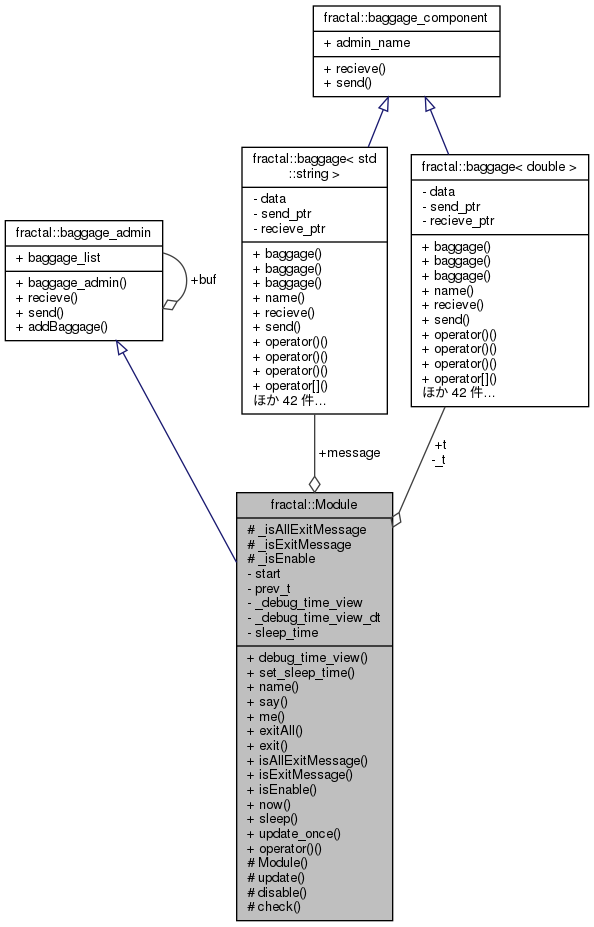 fractal::baggage_component
+ admin_name
+ recieve()
+ send()
fractal::baggage< std
::string >
- data
- send_ptr
- recieve_ptr
+ baggage()
+ baggage()
+ baggage()
+ name()
+ recieve()
+ send()
+ operator()()
+ operator()()
+ operator()()
+ operator[]()
ほか 42 件...
fractal::baggage< double >
- data
- send_ptr
- recieve_ptr
+ baggage()
+ baggage()
+ baggage()
+ name()
+ recieve()
+ send()
+ operator()()
+ operator()()
+ operator()()
+ operator[]()
ほか 42 件...
fractal::baggage_admin
+ baggage_list
+ baggage_admin()
+ recieve()
+ send()
+ addBaggage()
+buf
+message
+t
-_t
fractal::Module
# _isAllExitMessage
# _isExitMessage
# _isEnable
- start
- prev_t
- _debug_time_view
- _debug_time_view_dt
- sleep_time
+ debug_time_view()
+ set_sleep_time()
+ name()
+ say()
+ me()
+ exitAll()
+ exit()
+ isAllExitMessage()
+ isExitMessage()
+ isEnable()
+ now()
+ sleep()
+ update_once()
+ operator()()
# Module()
# update()
# disable()
# check()